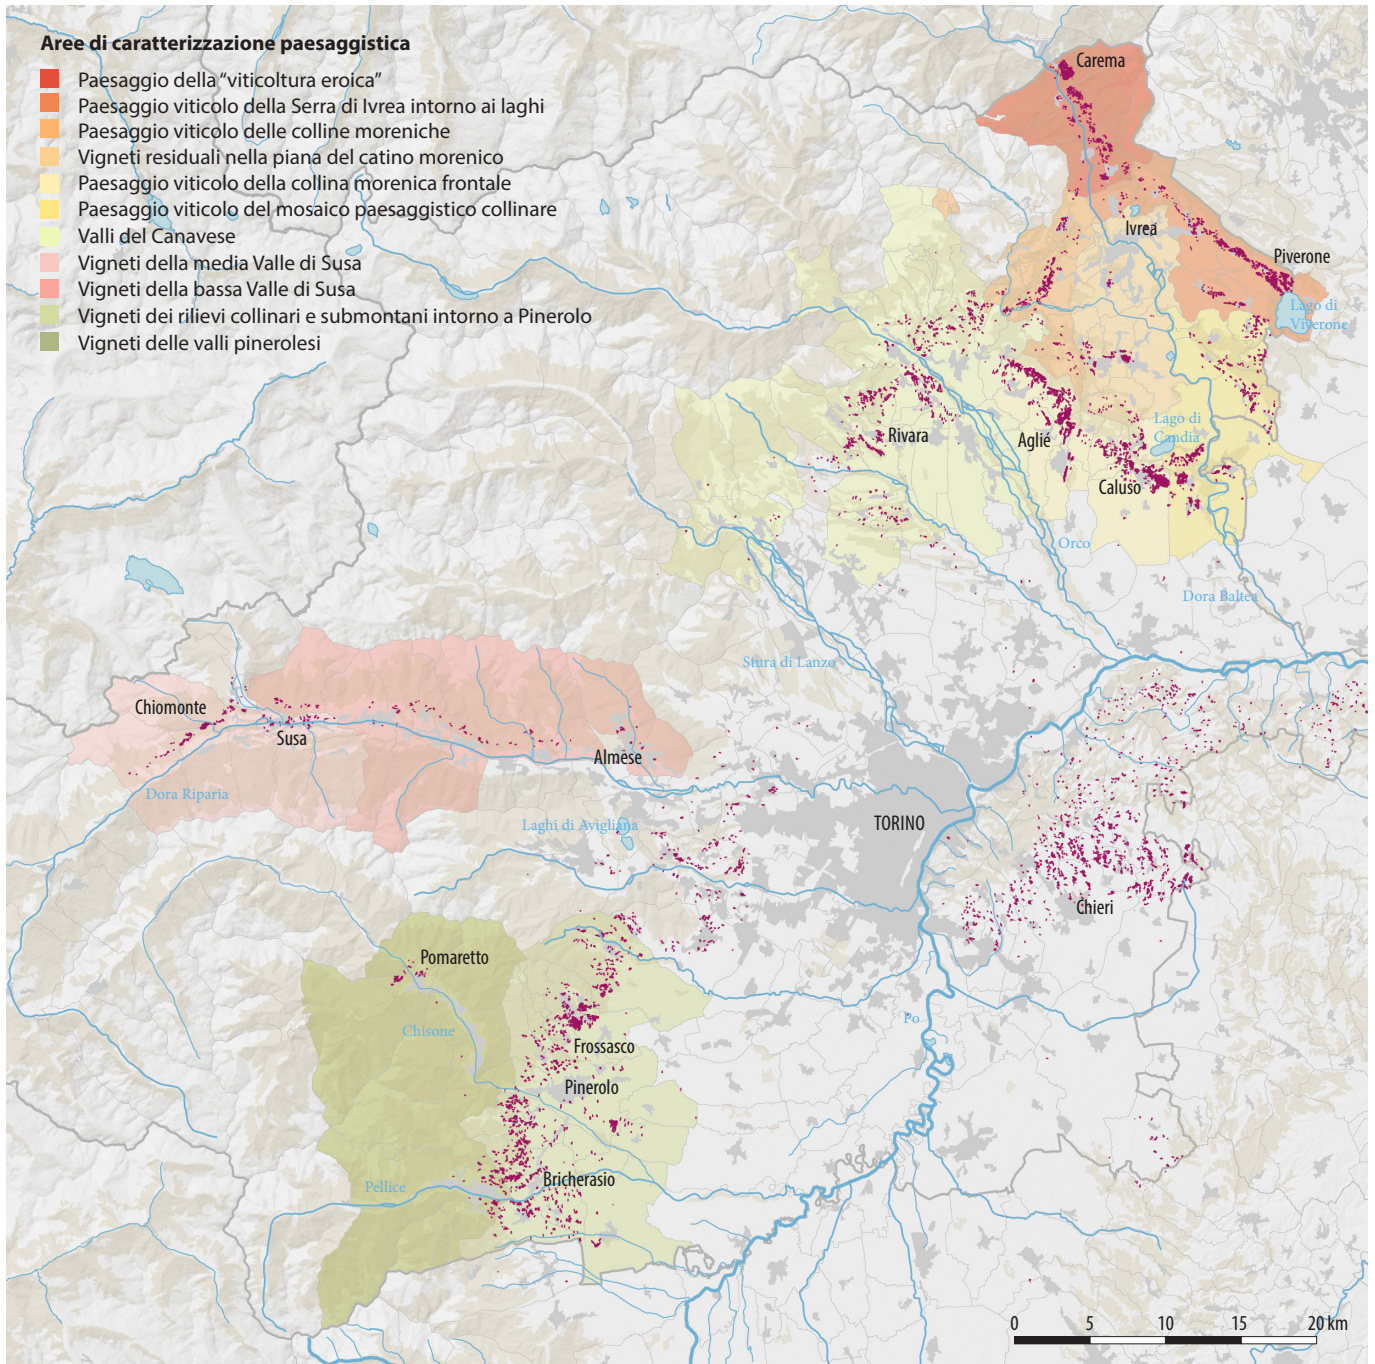 Aree di caratterizzazione paesaggistica
Paesaggio della “viticoltura eroica”
Paesaggio viticolo della Serra di Ivrea intorno ai laghi
Paesaggio viticolo delle colline moreniche
Vigneti residuali nella piana del catino morenico
Paesaggio viticolo della collina morenica frontale
Paesaggio viticolo del mosaico paesaggistico collinare
Valli del Canavese
Vigneti della media Valle di Susa
Vigneti della bassa Valle di Susa
Vigneti dei rilievi collinari e submontani intorno a Pinerolo
Vigneti delle valli pinerolesi
Carema
Ivrea
Piverone
Lago di
Viverone
Rivara
Aglié
Lago di
Candia
Caluso
Orco
Dora Baltea
Stura di Lanzo
Chiomonte
Susa
Almese
Dora Riparia
Laghi di Avigliana
TORINO
Chieri
Pomaretto
Chisone
Po
Frossasco
Pinerolo
Bricherasio
Pellice
0 5 10 15 20 km